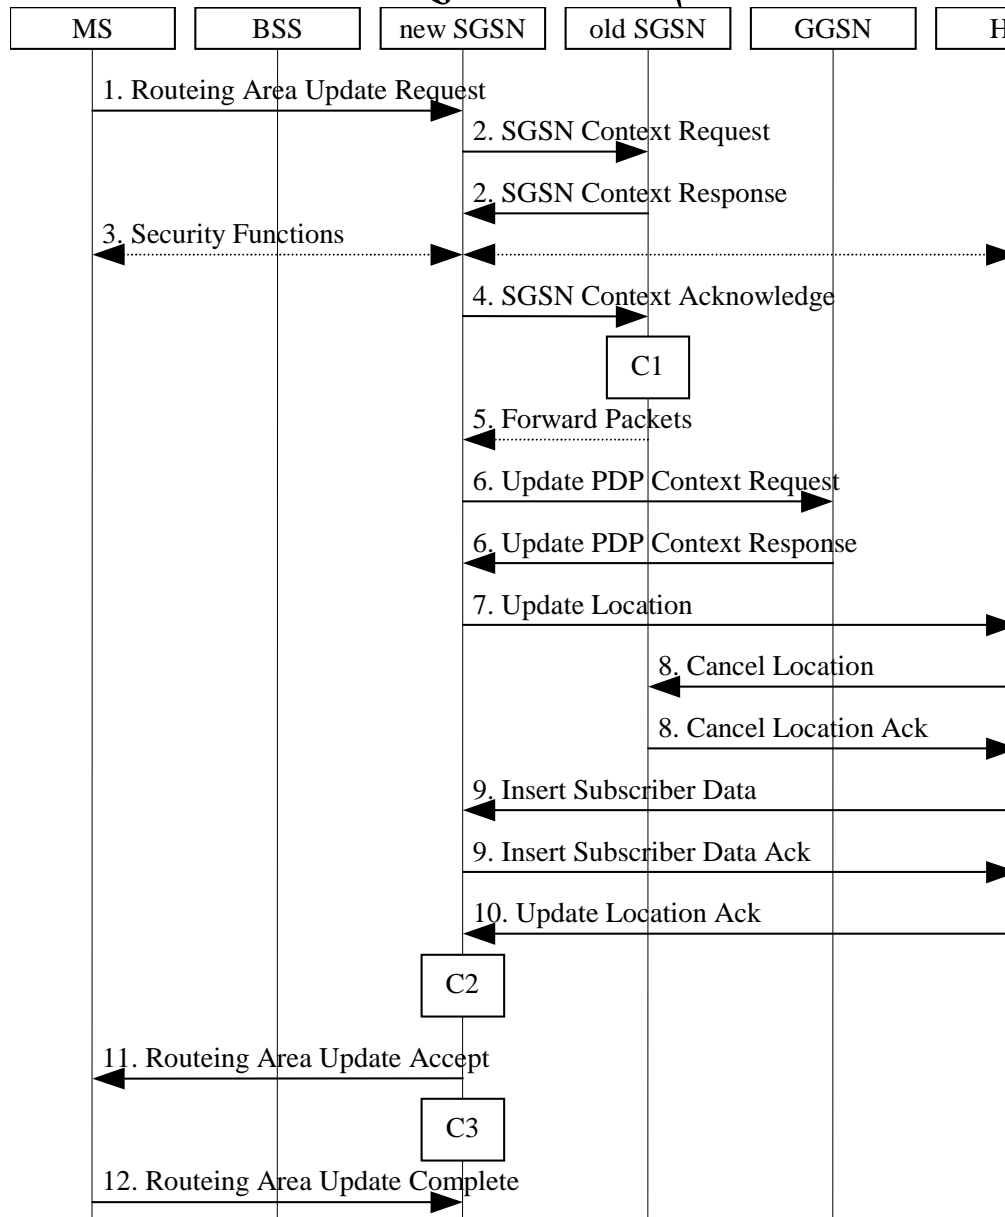 MS BSS new SGSN old SGSN GGSN H
1. Routeing Area Update Request
2. SGSN Context Request
2. SGSN Context Response
3. Security Functions
4. SGSN Context Acknowledge
C1
5. Forward Packets
6. Update PDP Context Request
6. Update PDP Context Response
7. Update Location
8. Cancel Location
8. Cancel Location Ack
9. Insert Subscriber Data
9. Insert Subscriber Data Ack
10. Update Location Ack
C2
11. Routeing Area Update Accept
C3
12. Routeing Area Update Complete